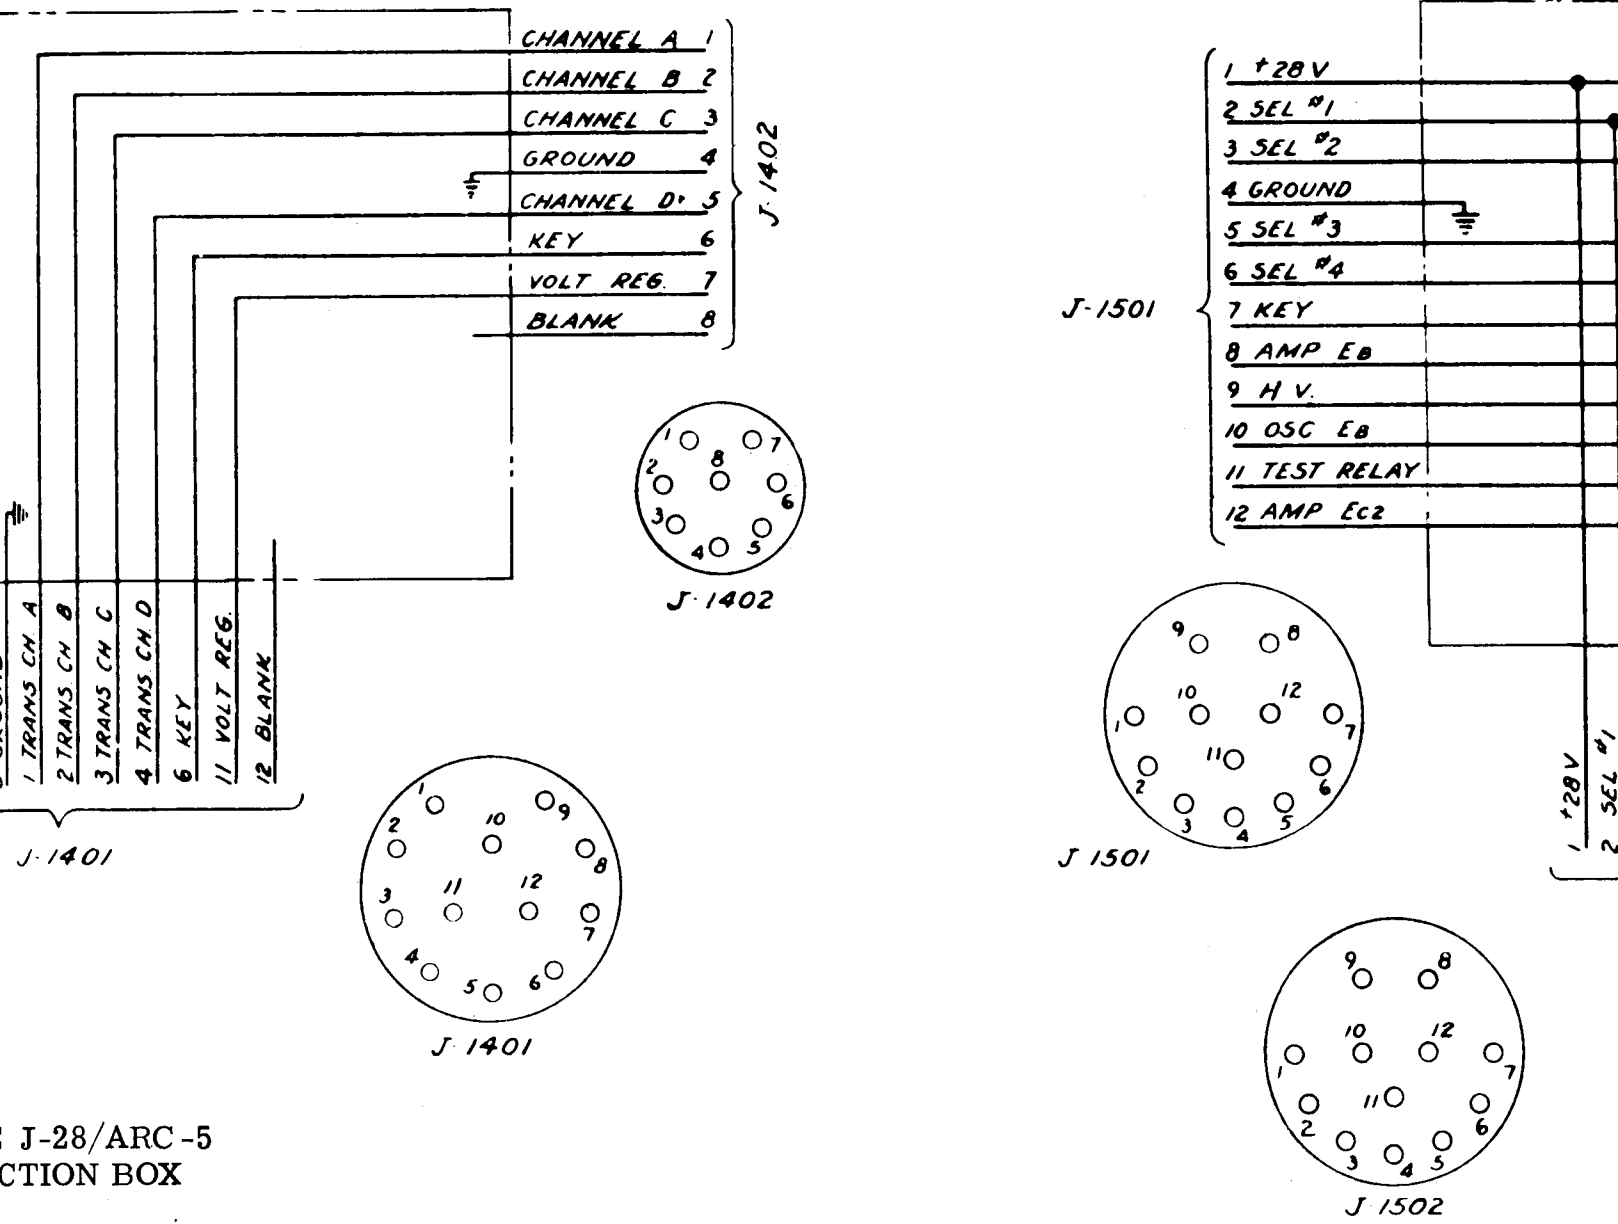 CHANNEL A 1
CHANNEL B 2
CHANNEL C 3
GROUND 4
CHANNEL D 5
KEY 6
VOLT REG. 7
BLANK 8
J-1402
1
7
2
8
6
3
4
5
J-1402
1 TRANS CH A
2 TRANS. CH B
3 TRANS CH C
4 TRANS. CH. D
6 KEY
11 VOLT REG.
12 BLANK
J-1401
1
9
2
10
8
3
11
12
7
4
5
6
J-1401
J-28/ARC-5
CTION BOX
J-1501
1 +28V
2 SEL #1
3 SEL #2
4 GROUND
5 SEL #3
6 SEL #4
7 KEY
8 AMP EB
9 H V.
10 OSC EB
11 TEST RELAY
12 AMP EC2
9
8
10
12
1
7
11
2
6
3
4
5
J 1501
1 +28V
2 SEL #1
9
8
10
12
1
7
11
2
6
3
4
5
J 1502